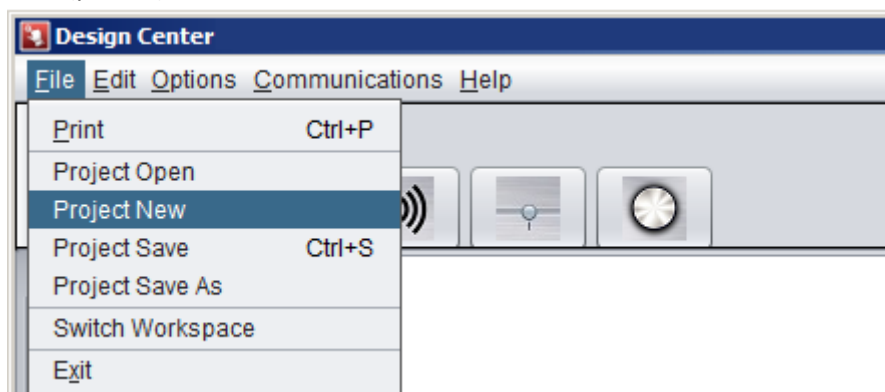 Design Center
File Edit Options Communications Help
Print Ctrl+P
Project Open
Project New
Project Save Ctrl+S
Project Save As
Switch Workspace
Exit